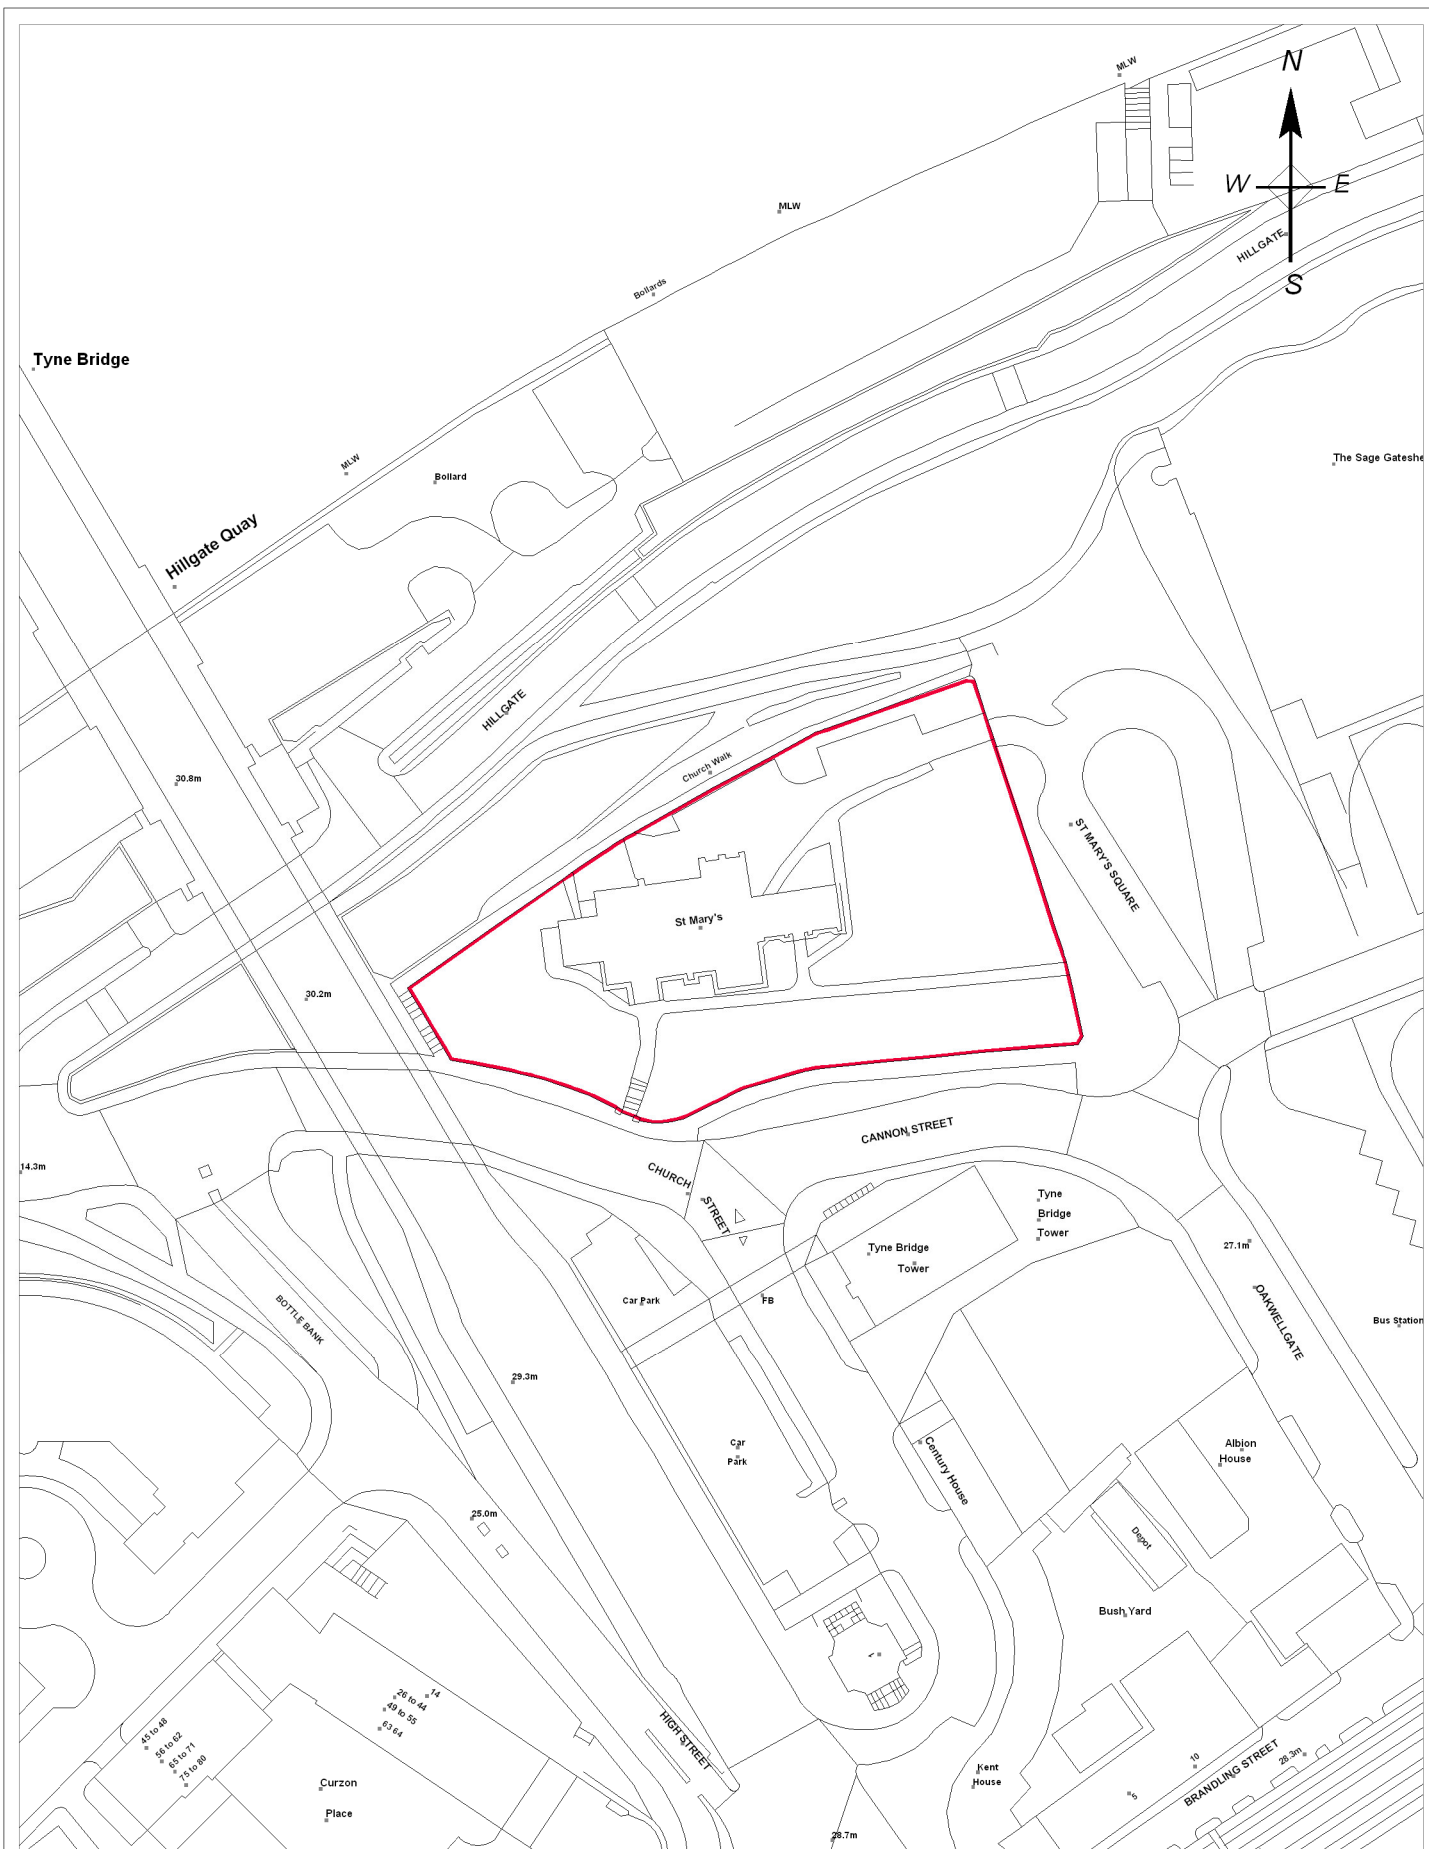 MLW
N
W
E
HILLGATE
S
MLW
Bollards
Tyne Bridge
MLW
Bollard
The Sage Gateshe
Hillgate Quay
HILLGATE
Church Walk
30.8m
ST MARY'S SQUARE
St Mary's
30.2m
CANNON STREET
14.3m
CHURCH
STREET
Tyne
Bridge
Tower
Tyne Bridge
Tower
27.1m
Car Park
FB
BOTTLE BANK
OAKWELLGATE
Bus Station
29.3m
Car
Park
Century House
Albion
House
25.0m
Depot
Bush Yard
14
26 to 44
49 to 55
63 64
45 to 48
56 to 62
65 to 71
75 to 80
HIGH STREET
Curzon
Place
Kent
House
10
5
BRANDLING STREET
28.3m
28.7m